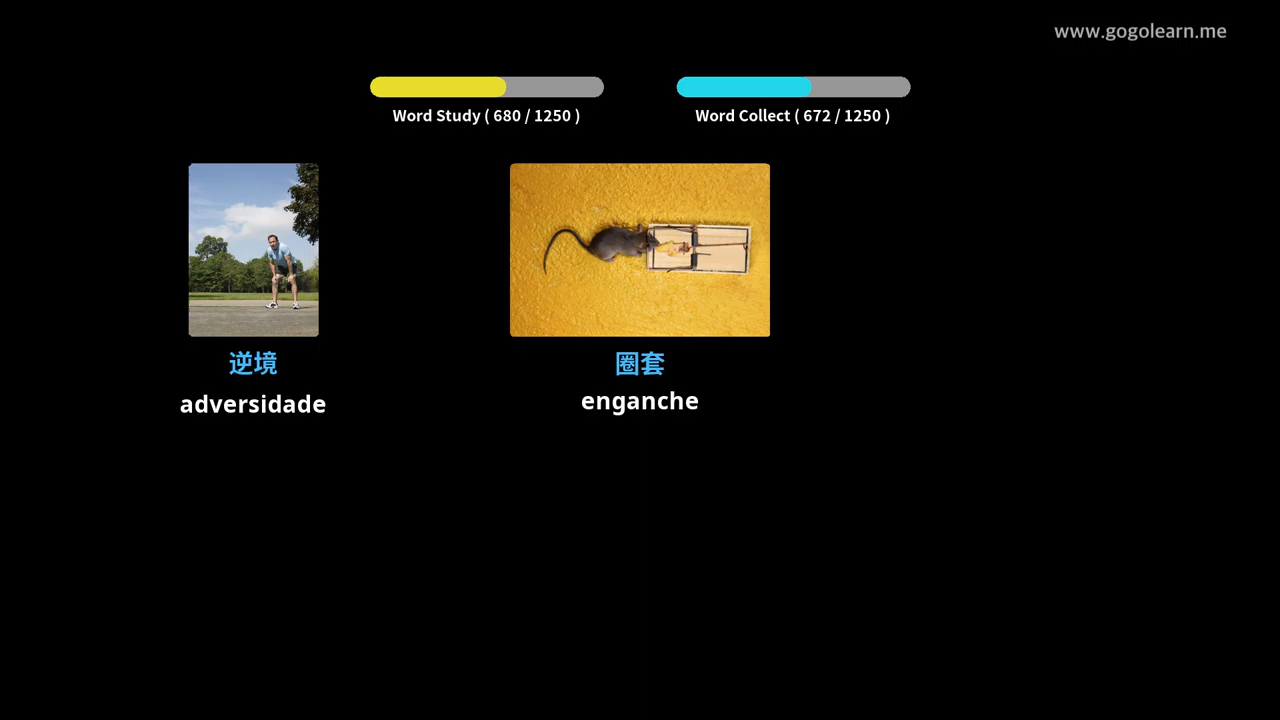 www.gogolearn.me
Word Study ( 680 / 1250 )
Word Collect ( 672 / 1250 )
逆境
adversidade
圈套
enganche